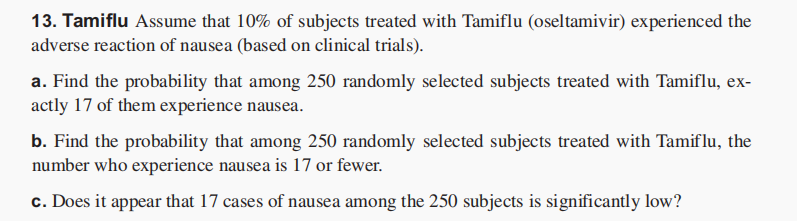 13. Tamiflu Assume that 10% of subjects treated with Tamiflu (oseltamivir) experienced the
adverse reaction of nausea (based on clinical trials).
a. Find the probability that among 250 randomly selected subjects treated with Tamiflu, ex-
actly 17 of them experience nausea.
b. Find the probability that among 250 randomly selected subjects treated with Tamiflu, the
number who experience nausea is 17 or fewer.
c. Does it appear that 17 cases of nausea among the 250 subjects is significantly low?